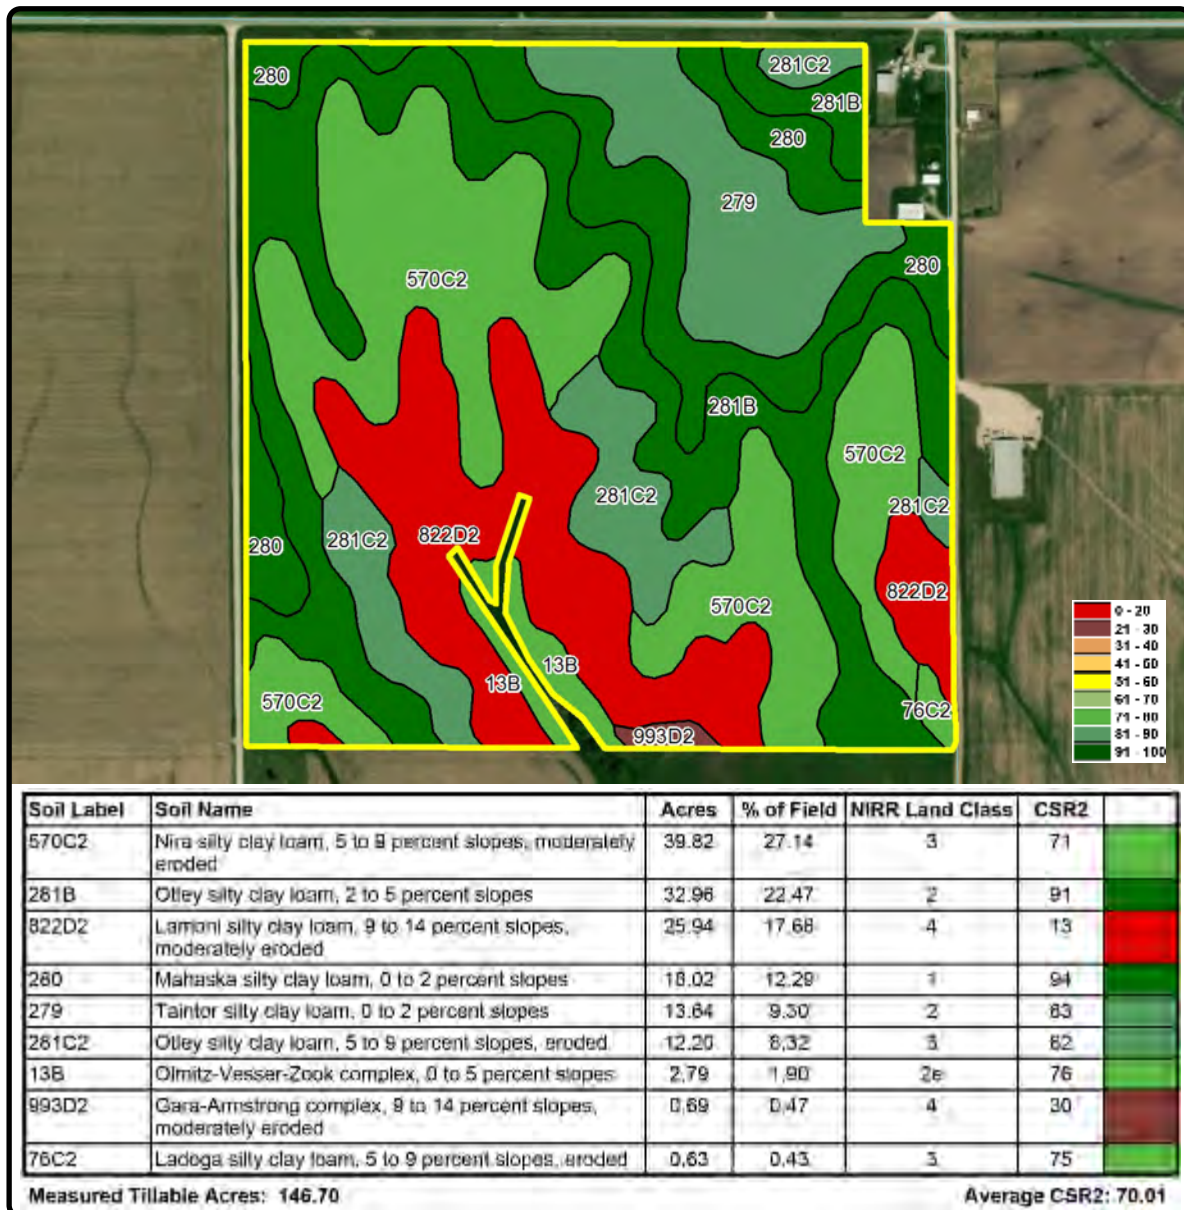 280
281C2
281B
280
279
280
570C2
281B
570C2
281C2
281C2
822D2
281C2
280
822D2
570C2
13B
13B
570C2
76C2
993D2
0 - 20
21 - 30
31 - 40
41 - 50
51 - 60
61 - 70
71 - 80
81 - 90
91 - 100
Soil Label Soil Name Acres % of Field NIRR Land Class CSR2
570C2 Nira silty clay loam, 5 to 9 percent slopes, moderately eroded 39.82 27.14 3 71
281B Otley silty clay loam, 2 to 5 percent slopes 32.96 22.47 2 91
822D2 Lamoni silty clay loam, 9 to 14 percent slopes, moderately eroded 25.94 17.68 4 13
280 Mahaska silty clay loam, 0 to 2 percent slopes 18.02 12.29 1 94
279 Taintor silty clay loam, 0 to 2 percent slopes 13.64 9.30 2 83
281C2 Otley silty clay loam, 5 to 9 percent slopes, eroded 12.20 8.32 3 82
13B Olmitz-Vesser-Zook complex, 0 to 5 percent slopes 2.79 1.90 2e 76
993D2 Gara-Armstrong complex, 9 to 14 percent slopes, moderately eroded 0.69 0.47 4 30
76C2 Ladoga silty clay loam, 5 to 9 percent slopes, eroded 0.63 0.43 3 75
Measured Tillable Acres: 146.70 Average CSR2: 70.01